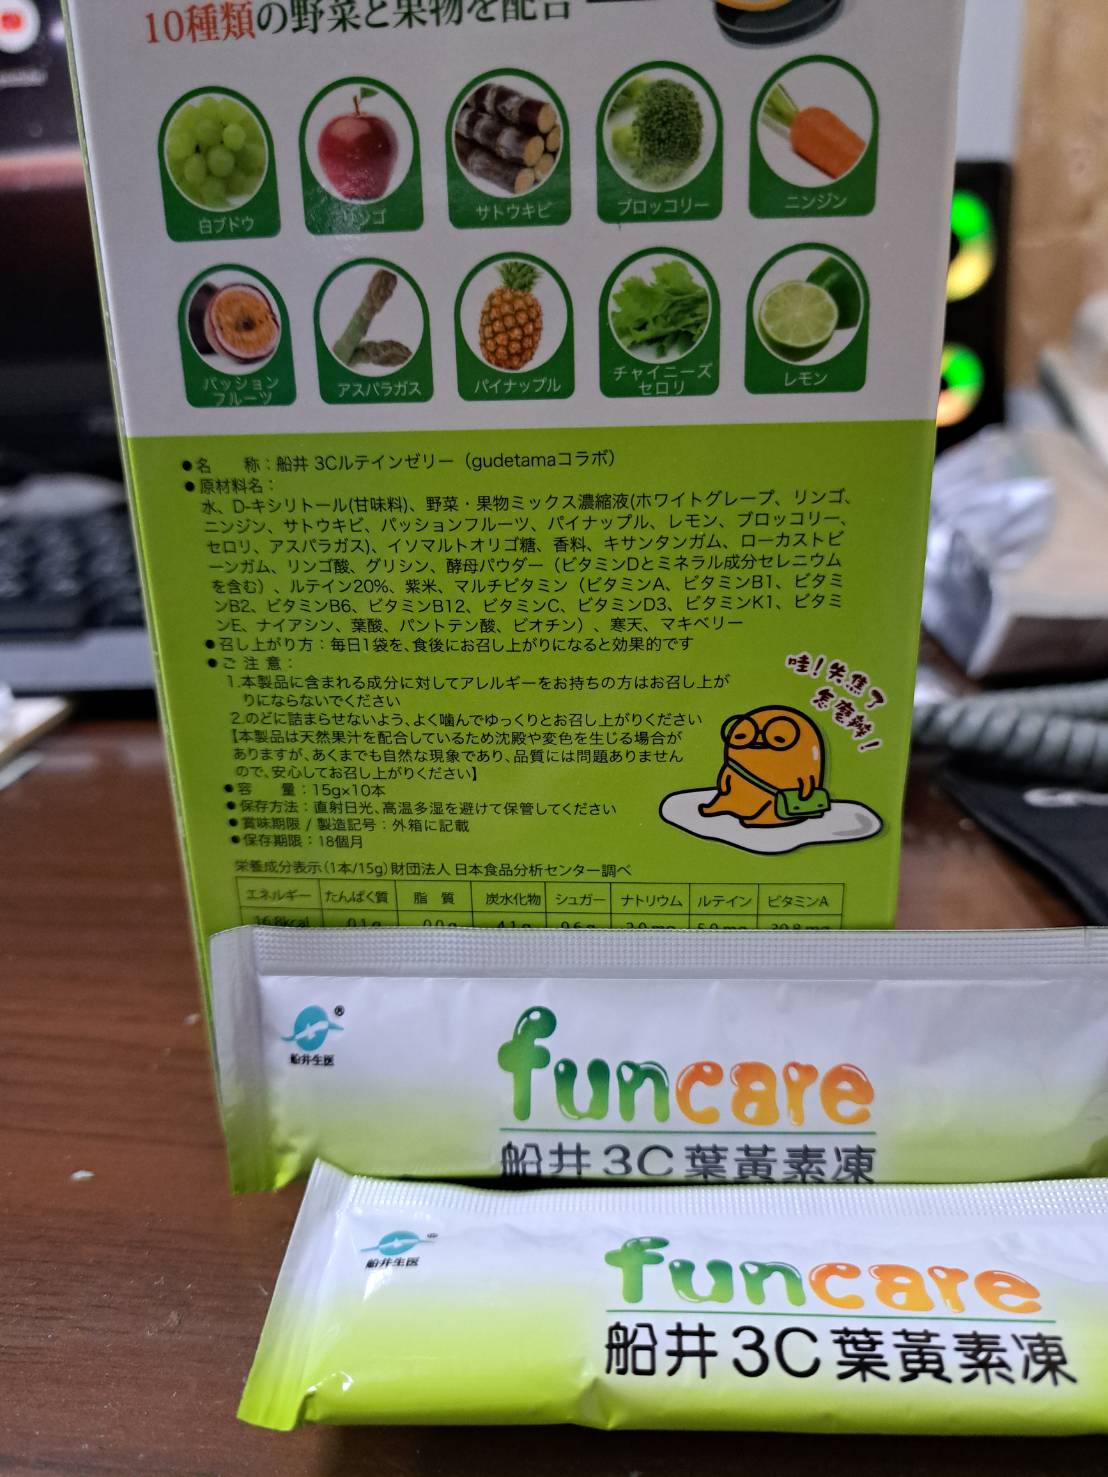 10種類の野菜と果物を配合
白ブドウ
ンゴ
サトウキビ
ブロッコリー
ニンジン
パッション
フルーツ
アスパラガス
パイナップル
チャイニーズ
セロリ
レモン
●名　　称：船井 3Cルテインゼリー（gudetamaコラボ）
●原材料名：
水、D-キシリトール(甘味料)、野菜・果物ミックス濃縮液(ホワイトグレープ、リンゴ、
ニンジン、サトウキビ、パッションフルーツ、パイナップル、レモン、ブロッコリー、
セロリ、アスパラガス)、イソマルトオリゴ糖、香料、キサンタンガム、ローカストビ
ーンガム、リンゴ酸、グリシン、酵母パウダー（ビタミンDとミネラル成分セレニウム
を含む）、ルテイン20%、紫米、マルチビタミン（ビタミンA、ビタミンB1、ビタミ
ンB2、ビタミンB6、ビタミンB12、ビタミンC、ビタミンD3、ビタミンK1、ビタミ
ンE、ナイアシン、葉酸、パントテン酸、ビオチン）、寒天、マキベリー
●召し上がり方：毎日1袋を、食後にお召し上がりになると効果的です
●ご 注 意：
1.本製品に含まれる成分に対してアレルギーをお持ちの方はお召し上が
りにならないでください
2.のどに詰まらせないよう、よく噛んでゆっくりとお召し上がりください
【本製品は天然果汁を配合しているため沈殿や変色を生じる場合が
ありますが、あくまでも自然な現象であり、品質には問題ありません
ので、安心してお召し上がりください】
●容　　量：15g×10本
●保存方法：直射日光、高温多湿を避けて保管してください
●賞味期限 / 製造記号：外箱に記載
●保存期限：18個月
哇！失焦了
怎麼辦！
栄養成分表示（1本/15g）財団法人 日本食品分析センター調べ
エネルギー たんぱく質 脂 質 炭水化物 シュガー ナトリウム ルテイン ビタミンA
16.8kcal 0.1g 0.0g 4.1g
船井生医®
funcare
船井3C葉黃素凍
船井生医®
funcare
船井3C葉黃素凍